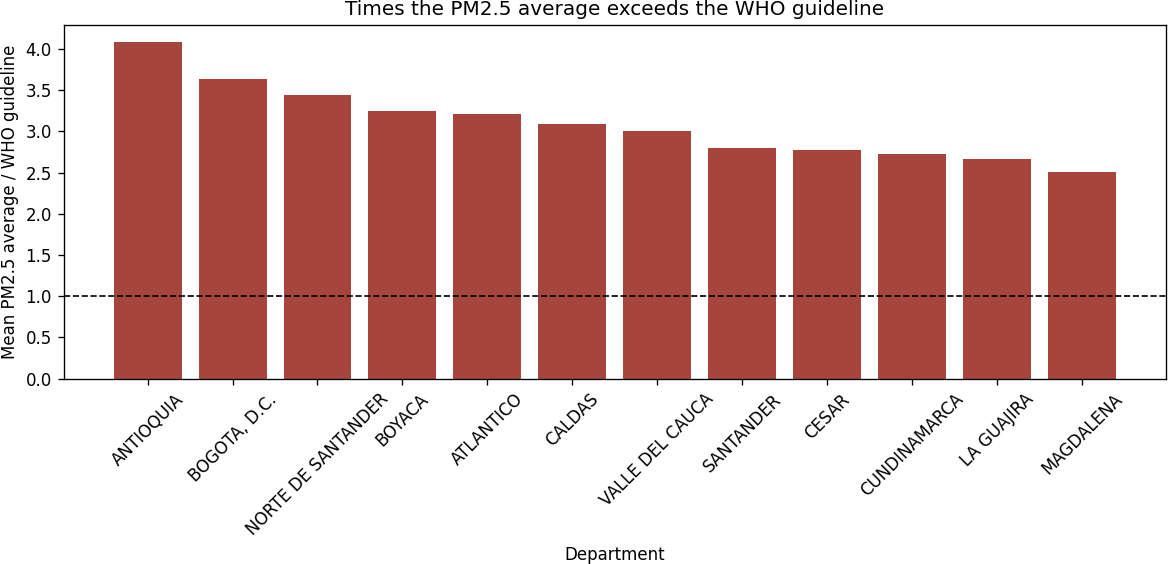 Times the PM2.5 average exceeds the WHO guideline
Mean PM2.5 average / WHO guideline
4.0
3.5
3.0
2.5
2.0
1.5
1.0
0.5
0.0
ANTIOQUIA
BOGOTA, D.C.
NORTE DE SANTANDER
BOYACA
ATLANTICO
CALDAS
VALLE DEL CAUCA
SANTANDER
CESAR
CUNDINAMARCA
LA GUAJIRA
MAGDALENA
Department